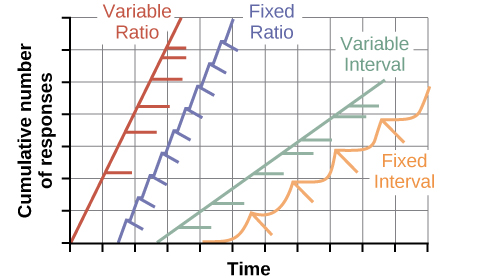 Variable
Ratio
Fixed
Ratio
Variable
Interval
Fixed
Interval
Cumulative number
of responses
Time